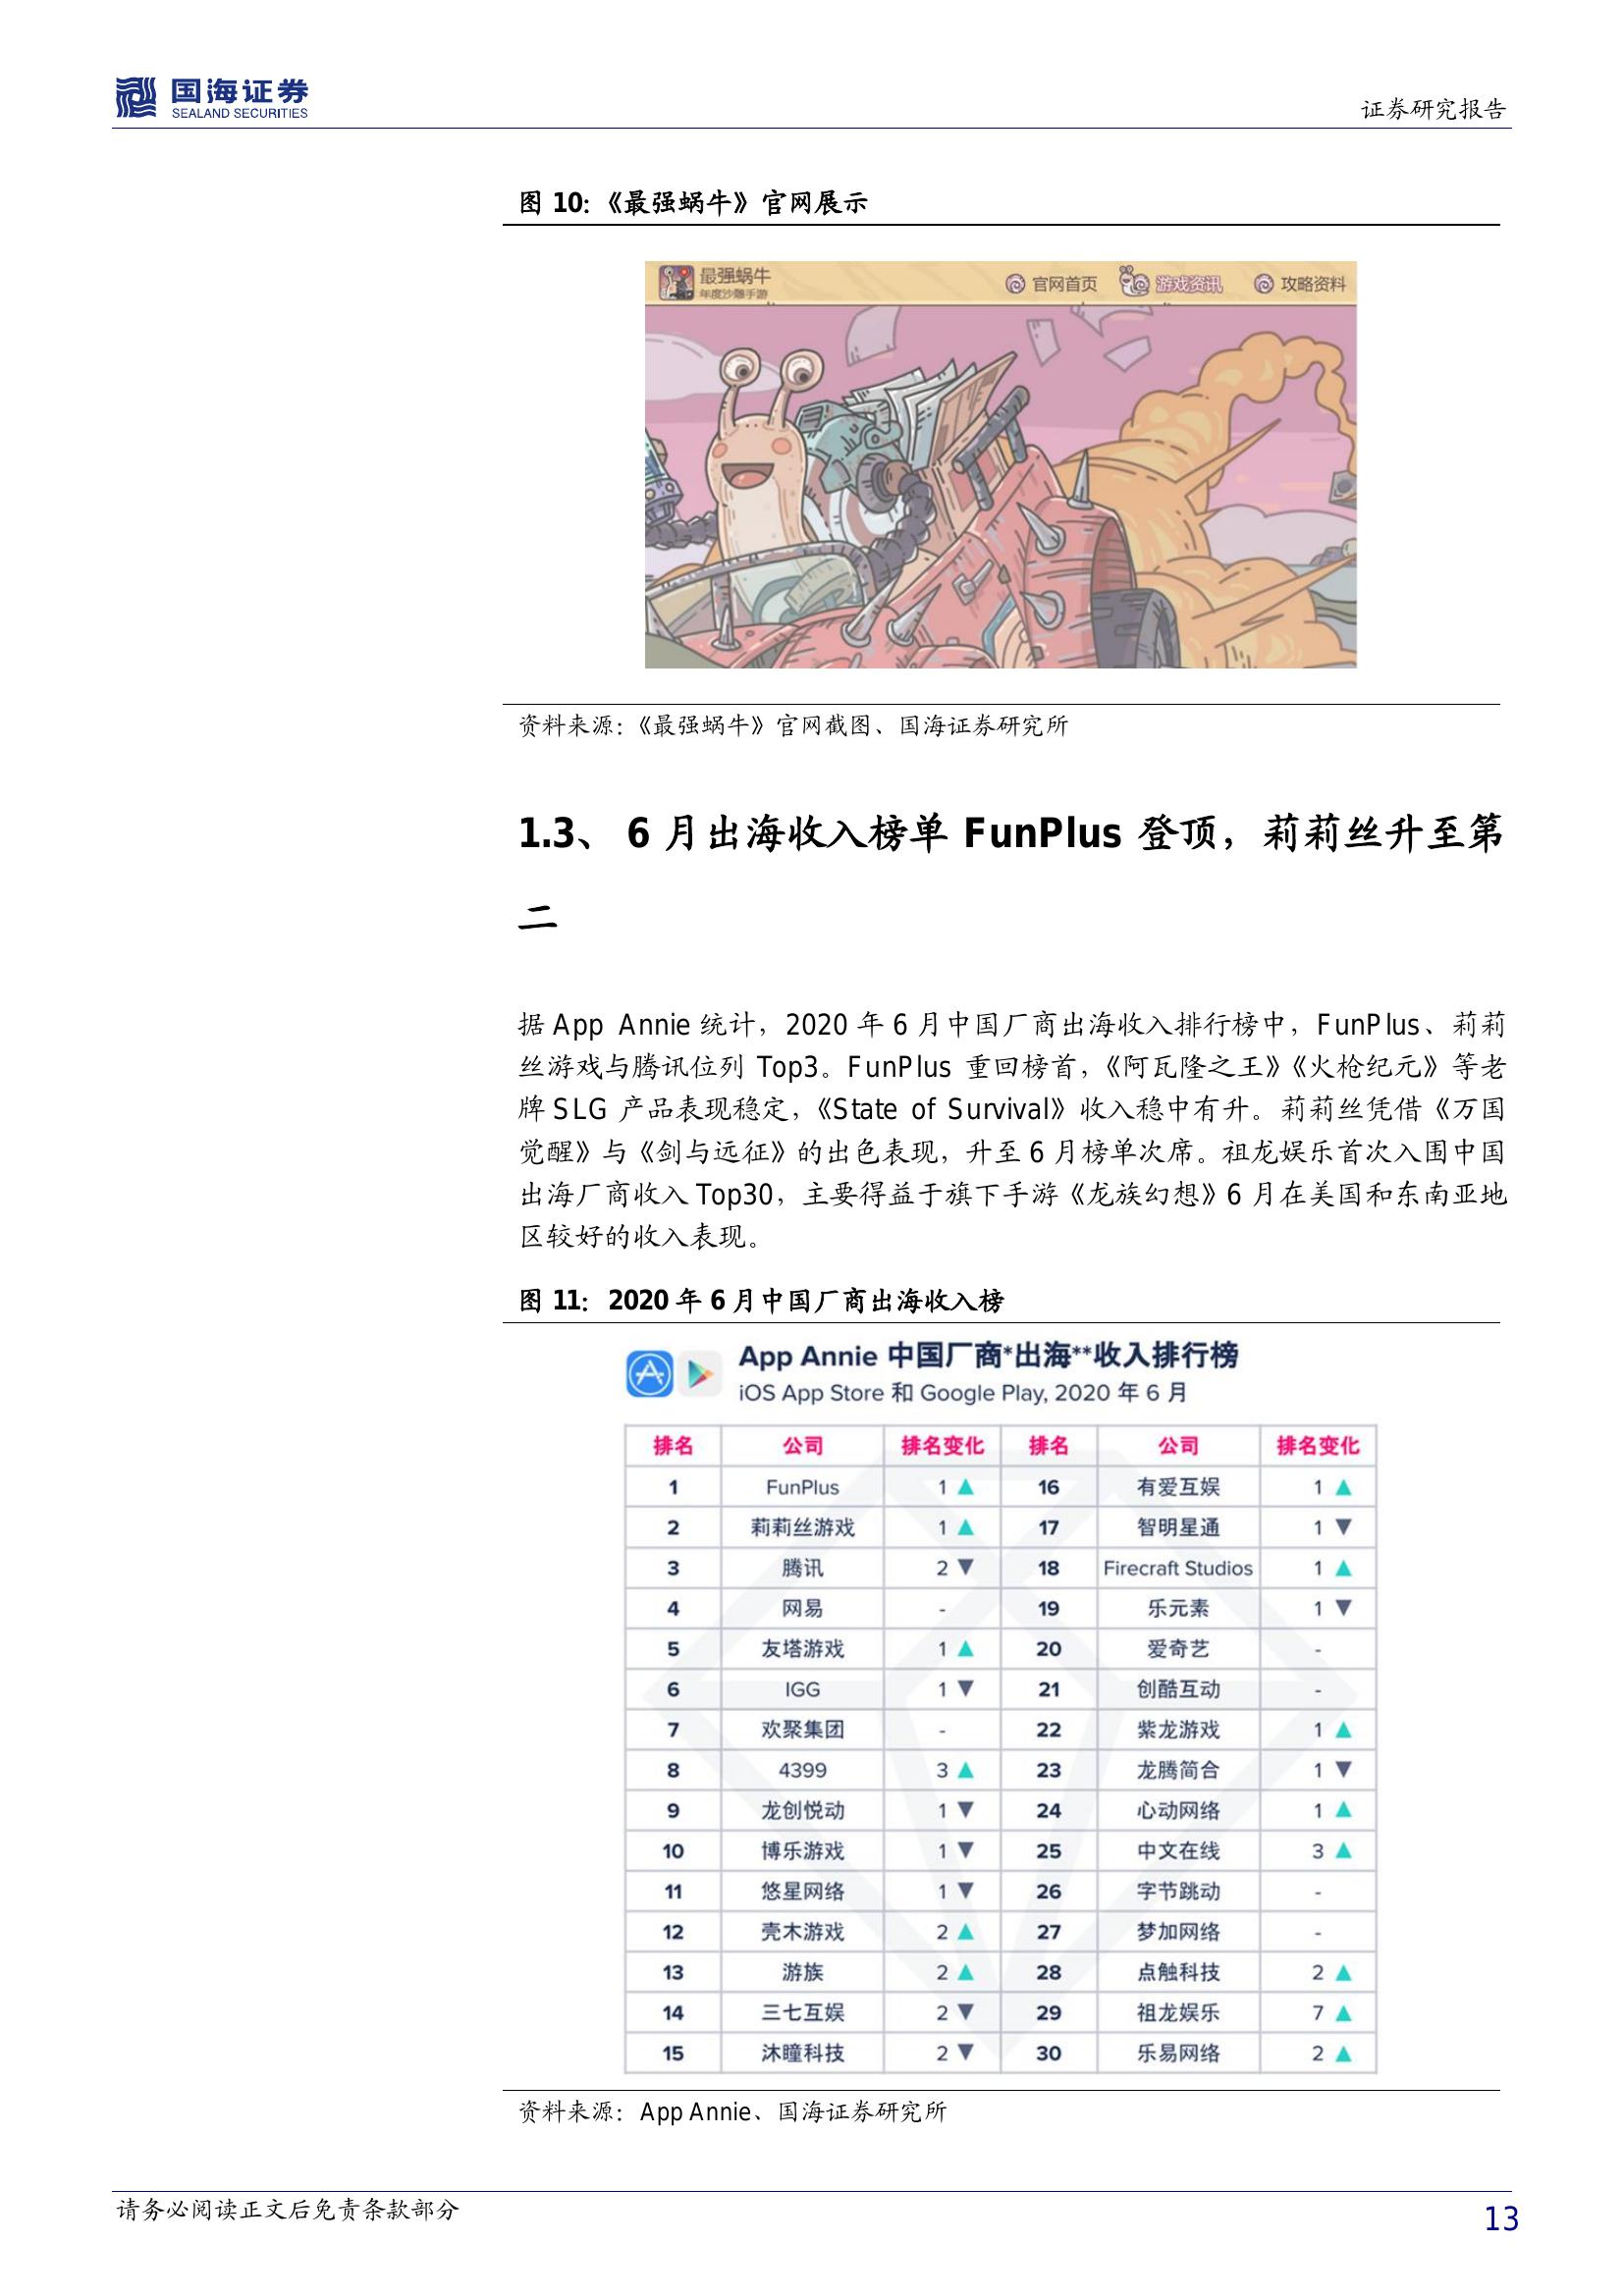 国海证券
SEALAND SECURITIES
证券研究报告
图 10:《最强蜗牛》官网展示
最强蜗牛
年度沙雕手游
官网首页 游戏资讯 攻略资料
资料来源:《最强蜗牛》官网截图、国海证券研究所
1.3、 6 月出海收入榜单 FunPlus 登顶，莉莉丝升至第
二
据 App Annie 统计，2020 年 6 月中国厂商出海收入排行榜中，FunPlus、莉莉
丝游戏与腾讯位列 Top3。FunPlus 重回榜首，《阿瓦隆之王》《火枪纪元》等老
牌 SLG 产品表现稳定，《State of Survival》收入稳中有升。莉莉丝凭借《万国
觉醒》与《剑与远征》的出色表现，升至 6 月榜单次席。祖龙娱乐首次入围中国
出海厂商收入 Top30，主要得益于旗下手游《龙族幻想》6 月在美国和东南亚地
区较好的收入表现。
图 11: 2020 年 6 月中国厂商出海收入榜
App Annie 中国厂商*出海**收入排行榜
iOS App Store 和 Google Play, 2020 年 6 月
排名 公司 排名变化 排名 公司 排名变化
1 FunPlus 1 ▲ 16 有爱互娱 1 ▲
2 莉莉丝游戏 1 ▲ 17 智明星通 1 ▼
3 腾讯 2 ▼ 18 Firecraft Studios 1 ▲
4 网易 - 19 乐元素 1 ▼
5 友塔游戏 1 ▲ 20 爱奇艺 -
6 IGG 1 ▼ 21 创酷互动 -
7 欢聚集团 - 22 紫龙游戏 1 ▲
8 4399 3 ▲ 23 龙腾简合 1 ▼
9 龙创悦动 1 ▼ 24 心动网络 1 ▲
10 博乐游戏 1 ▼ 25 中文在线 3 ▲
11 悠星网络 1 ▼ 26 字节跳动 -
12 壳木游戏 2 ▲ 27 梦加网络 -
13 游族 2 ▲ 28 点触科技 2 ▲
14 三七互娱 2 ▼ 29 祖龙娱乐 7 ▲
15 沐瞳科技 2 ▼ 30 乐易网络 2 ▲
资料来源: App Annie、国海证券研究所
请务必阅读正文后免责条款部分
13